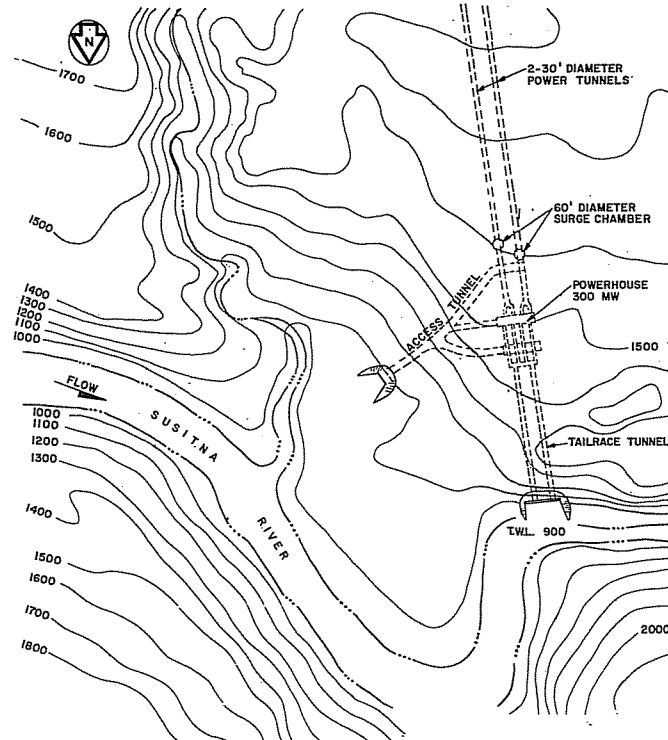 N
1700
1600
1500
1400
1300
1200
1100
1000
FLOW
SUSITNA
RIVER
1000
1100
1200
1300
1400
1500
1600
1700
1800
2-30' DIAMETER
POWER TUNNELS
60' DIAMETER
SURGE CHAMBER
POWERHOUSE
300 MW
ACCESS TUNNEL
1500
TAILRACE TUNNEL
T.W.L. 900
2000